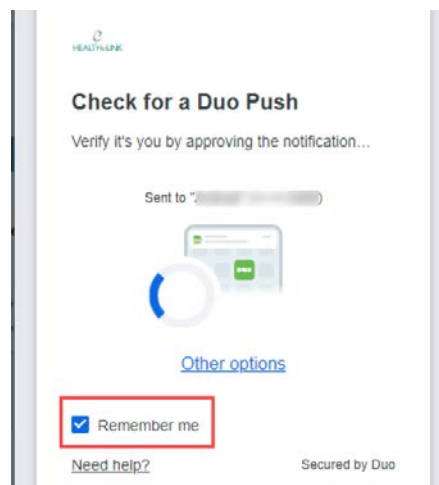 HEALTHeLINK
Check for a Duo Push
Verify it's you by approving the notification...
Sent to "
)
Other options
Remember me
Need help?
Secured by Duo